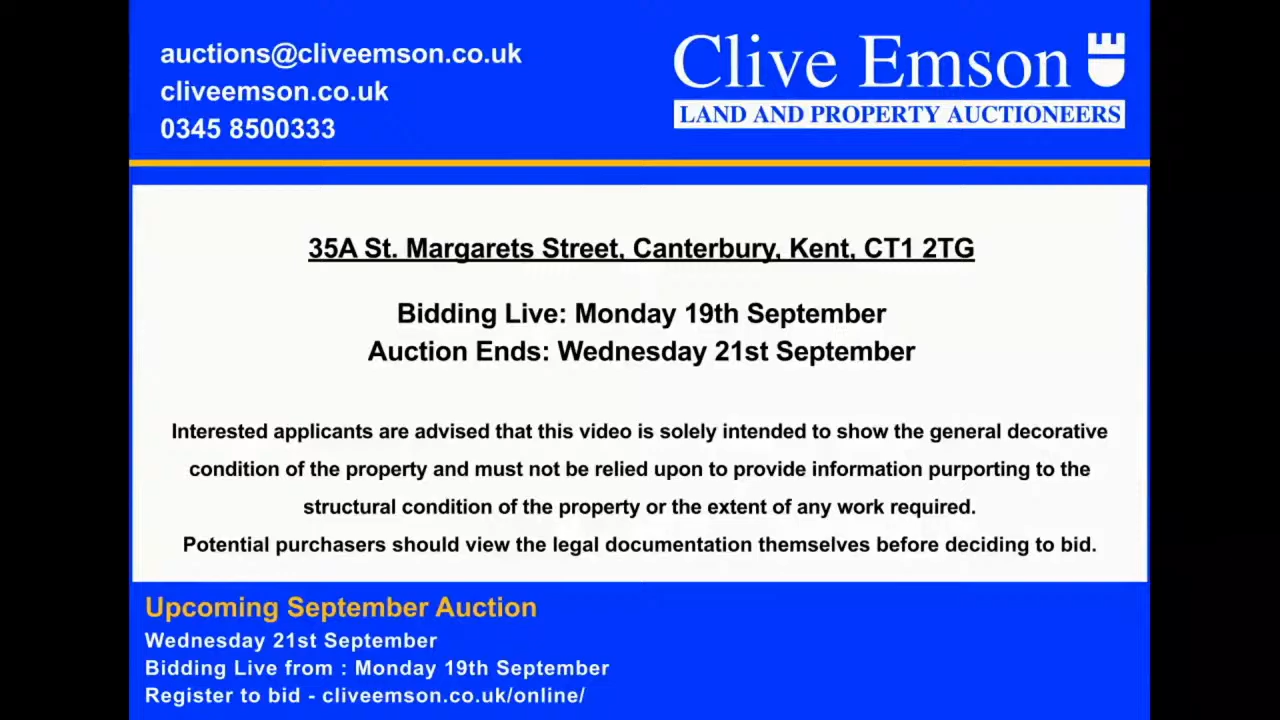 auctions@cliveemson.co.uk
cliveemson.co.uk
0345 8500333
Clive Emson
LAND AND PROPERTY AUCTIONEERS
35A St. Margarets Street, Canterbury, Kent, CT1 2TG
Bidding Live: Monday 19th September
Auction Ends: Wednesday 21st September
Interested applicants are advised that this video is solely intended to show the general decorative
condition of the property and must not be relied upon to provide information purporting to the
structural condition of the property or the extent of any work required.
Potential purchasers should view the legal documentation themselves before deciding to bid.
Upcoming September Auction
Wednesday 21st September
Bidding Live from : Monday 19th September
Register to bid - cliveemson.co.uk/online/